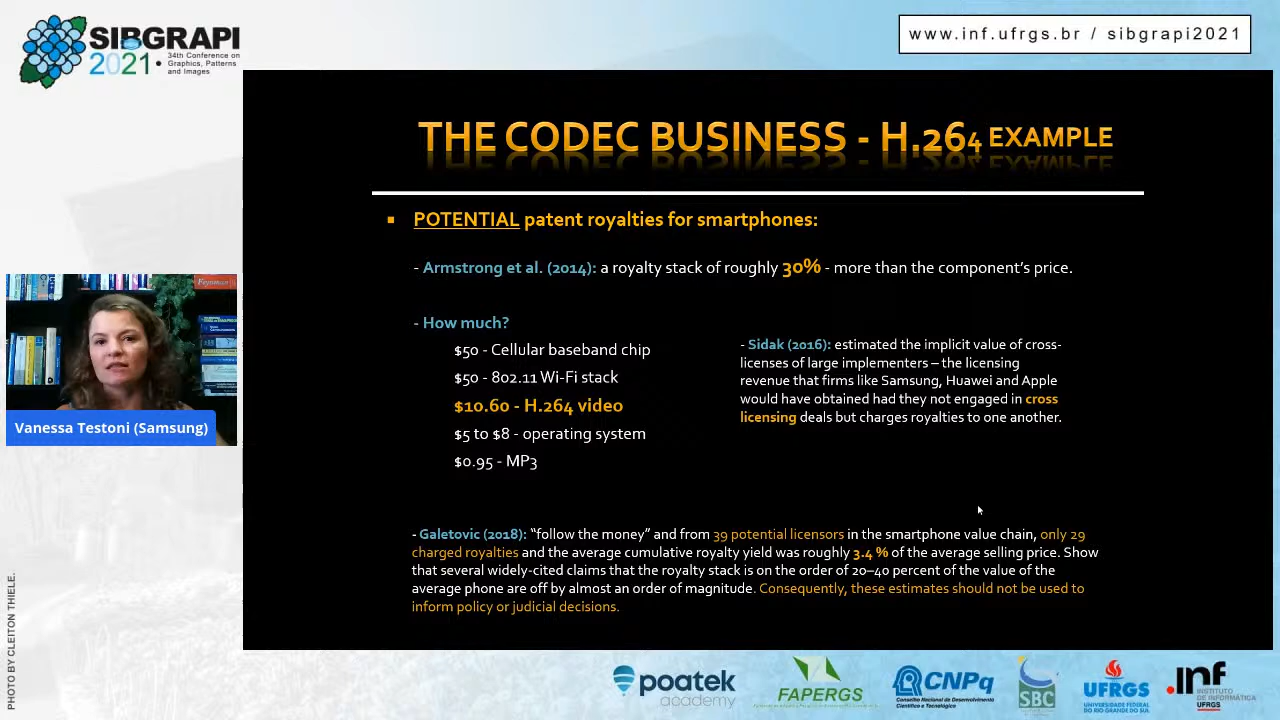 SIBGRAPI
2021
34th Conference on
Graphics, Patterns
and Images
www.inf.ufrgs.br / sibgrapi2021
THE CODEC BUSINESS - H.264 EXAMPLE
▪ POTENTIAL patent royalties for smartphones:
- Armstrong et al. (2014): a royalty stack of roughly 30% - more than the component's price.
- How much?
$50 - Cellular baseband chip
$50 - 802.11 Wi-Fi stack
$10.60 - H.264 video
$5 to $8 - operating system
$0.95 - MP3
- Sidak (2016): estimated the implicit value of cross-
licenses of large implementers – the licensing
revenue that firms like Samsung, Huawei and Apple
would have obtained had they not engaged in cross
licensing deals but charges royalties to one another.
- Galetovic (2018): "follow the money" and from 39 potential licensors in the smartphone value chain, only 29
charged royalties and the average cumulative royalty yield was roughly 3.4 % of the average selling price. Show
that several widely-cited claims that the royalty stack is on the order of 20–40 percent of the value of the
average phone are off by almost an order of magnitude. Consequently, these estimates should not be used to
inform policy or judicial decisions.
Feynman
Vanessa Testoni (Samsung)
PHOTO BY CLEITON THIELE.
poatek
academy
FAPERGS
CNPq
Conselho Nacional de Desenvolvimento
Científico e Tecnológico
SBC
UFRGS
UNIVERSIDADE FEDERAL
DO RIO GRANDE DO SUL
.inf
INSTITUTO
DE INFORMÁTICA
UFRGS